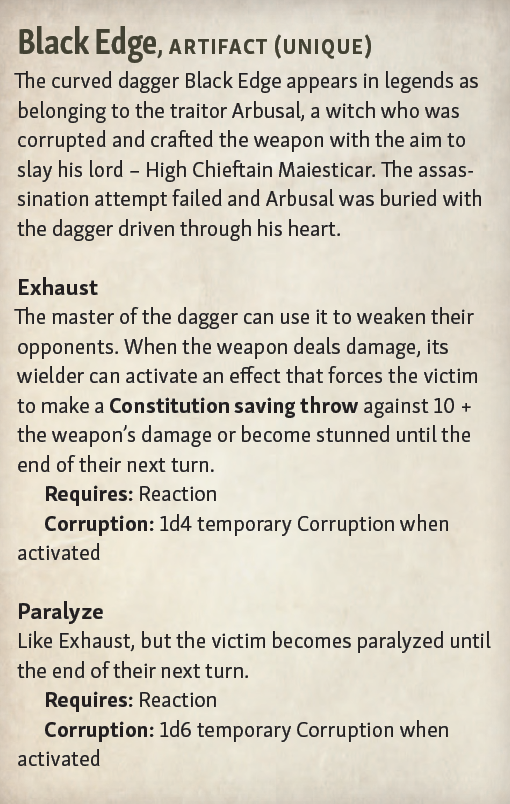 Black Edge, ARTIFACT (UNIQUE)
The curved dagger Black Edge appears in legends as
belonging to the traitor Arbusal, a witch who was
corrupted and crafted the weapon with the aim to
slay his lord – High Chieftain Maiesticar. The assas-
sination attempt failed and Arbusal was buried with
the dagger driven through his heart.
Exhaust
The master of the dagger can use it to weaken their
opponents. When the weapon deals damage, its
wielder can activate an effect that forces the victim
to make a Constitution saving throw against 10 +
the weapon’s damage or become stunned until the
end of their next turn.
Requires: Reaction
Corruption: 1d4 temporary Corruption when
activated
Paralyze
Like Exhaust, but the victim becomes paralyzed until
the end of their next turn.
Requires: Reaction
Corruption: 1d6 temporary Corruption when
activated